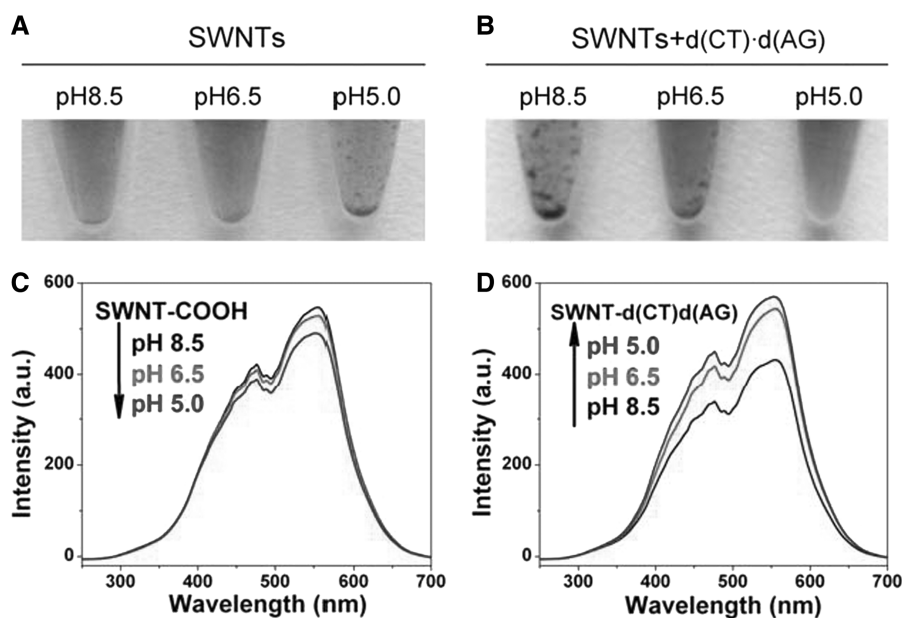 A
SWNTs
pH8.5 pH6.5 pH5.0
B
SWNTs+d(CT)·d(AG)
pH8.5 pH6.5 pH5.0
C
600
400
200
0
300 400 500 600 700
Intensity (a.u.)
Wavelength (nm)
SWNT-COOH
pH 8.5
pH 6.5
pH 5.0
D
600
400
200
0
300 400 500 600 700
Intensity (a.u.)
Wavelength (nm)
SWNT-d(CT)d(AG)
pH 5.0
pH 6.5
pH 8.5